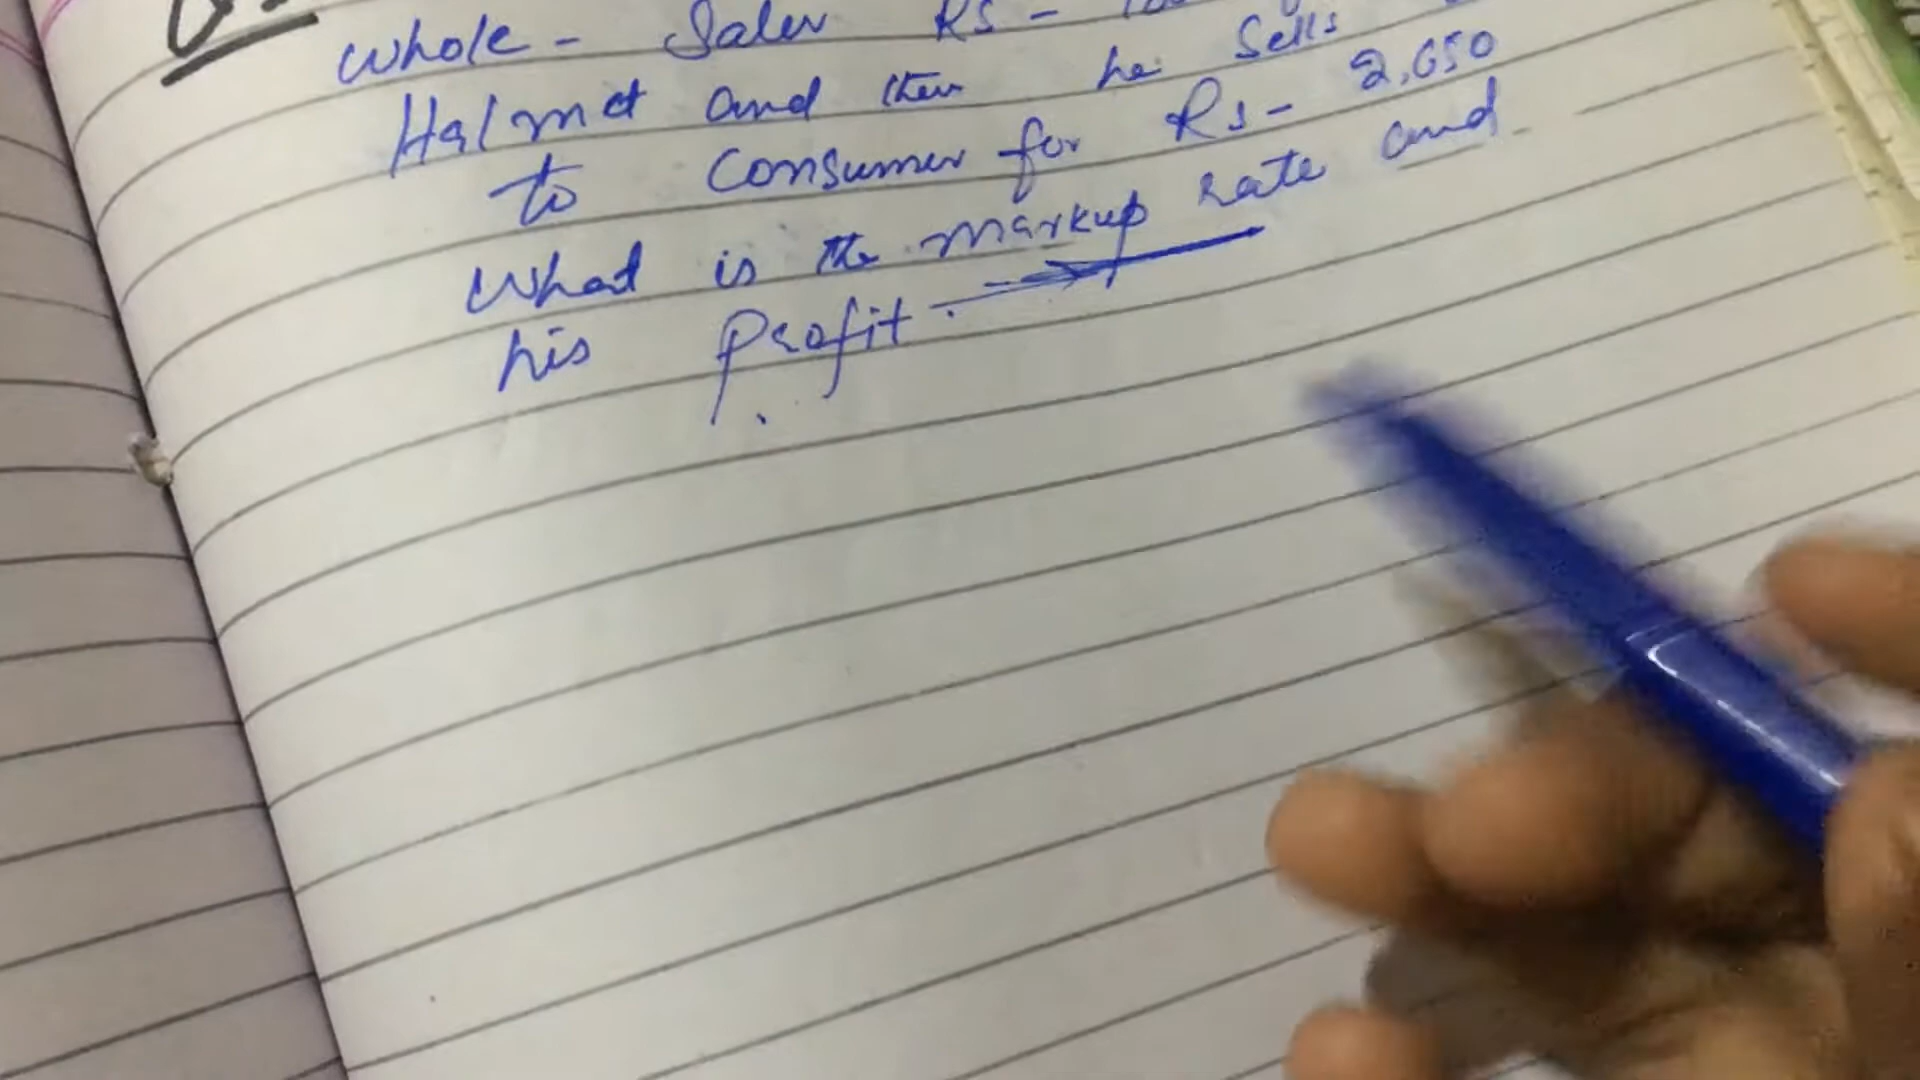 Whole - Saler Rs -
Halmet and then he Sells
to Consumer for Rs- 2,650
What is the markup rate and
his Profit